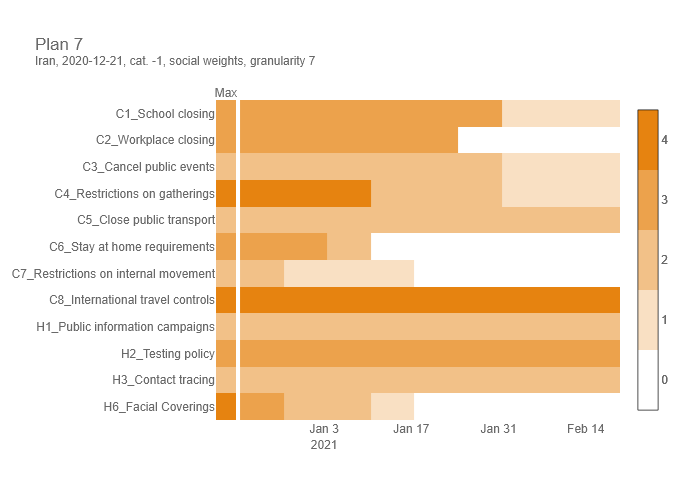 Plan 7
Iran, 2020-12-21, cat. -1, social weights, granularity 7
Max
C1_School closing
C2_Workplace closing
C3_Cancel public events
C4_Restrictions on gatherings
C5_Close public transport
C6_Stay at home requirements
C7_Restrictions on internal movement
C8_International travel controls
H1_Public information campaigns
H2_Testing policy
H3_Contact tracing
H6_Facial Coverings
Jan 3 Jan 17 Jan 31 Feb 14
2021
4
3
2
1
0